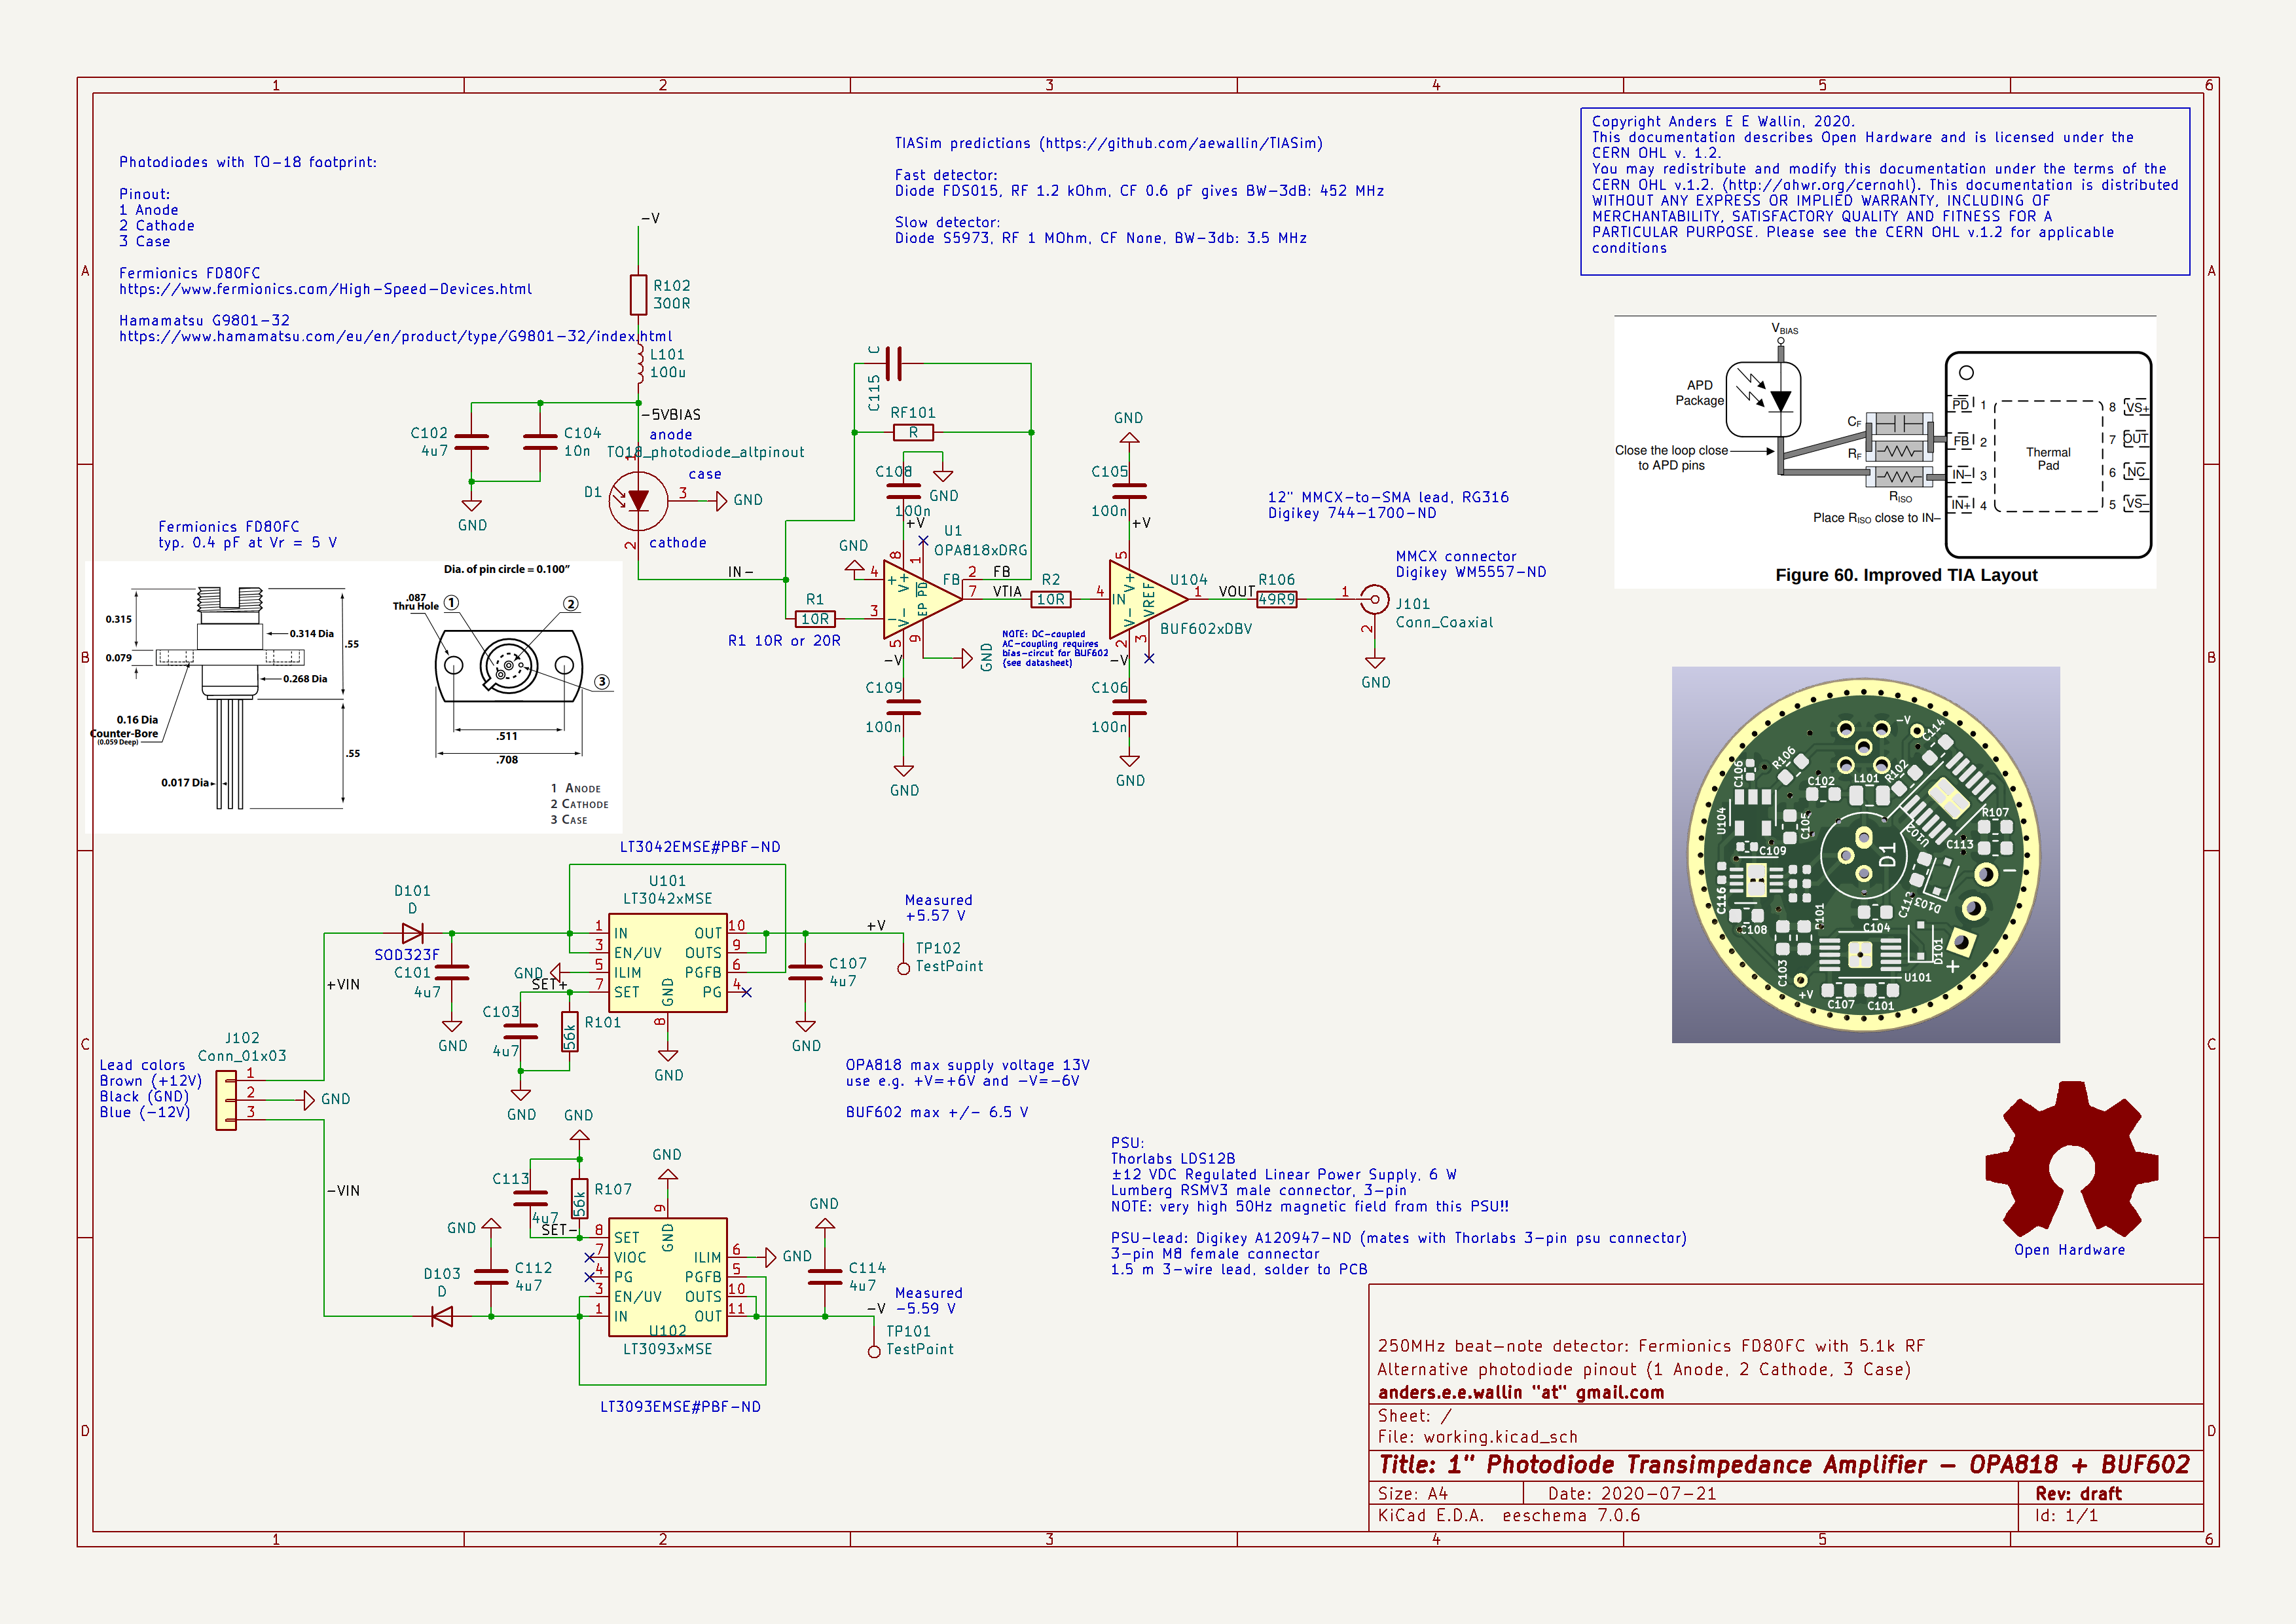 1 2 3 4 5 6
A
B
C
D
Photodiodes with TO-18 footprint:
Pinout:
1 Anode
2 Cathode
3 Case
Fermionics FD80FC
https://www.fermionics.com/High-Speed-Devices.html
Hamamatsu G9801-32
https://www.hamamatsu.com/eu/en/product/type/G9801-32/index.html
TIASim predictions (https://github.com/aewallin/TIASim)
Fast detector:
Diode FDS015, RF 1.2 kOhm, CF 0.6 pF gives BW-3dB: 452 MHz
Slow detector:
Diode S5973, RF 1 MOhm, CF None, BW-3db: 3.5 MHz
Copyright Anders E E Wallin, 2020.
This documentation describes Open Hardware and is licensed under the
CERN OHL v. 1.2.
You may redistribute and modify this documentation under the terms of the
CERN OHL v.1.2. (http://ohwr.org/cernohl). This documentation is distributed
WITHOUT ANY EXPRESS OR IMPLIED WARRANTY, INCLUDING OF
MERCHANTABILITY, SATISFACTORY QUALITY AND FITNESS FOR A
PARTICULAR PURPOSE. Please see the CERN OHL v.1.2 for applicable
conditions
-V
R102
300R
L101
100u
-5VBIAS
anode
TO18_photodiode_altpinout
C102
4u7
C104
10n
GND
1
case
D1
3
GND
2
cathode
IN-
C
C115
RF101
R
C108
100n
GND
+V
U1
OPA818xDRG
GND
8
1
4
3
+
-
V+
V-
PD
EP
FB
2
FB
7
VTIA
5
9
R1
10R
R1 10R or 20R
-V
GND
C109
100n
GND
NOTE: DC-coupled
AC-coupling requires
bias-circut for BUF602
(see datasheet)
R2
10R
GND
C105
100n
+V
5
4
IN
V+
V-
VREF
U104
BUF602xDBV
1
VOUT
2
3
-V
C106
100n
GND
R106
49R9
12" MMCX-to-SMA lead, RG316
Digikey 744-1700-ND
MMCX connector
Digikey WM5557-ND
1
J101
Conn_Coaxial
2
GND
VBIAS
APD
Package
Close the loop close
to APD pins
CF
RF
RISO
Place RISO close to IN–
PD 1
FB 2
IN– 3
IN+ 4
Thermal
Pad
8 VS+
7 OUT
6 NC
5 VS–
Figure 60. Improved TIA Layout
Fermionics FD80FC
typ. 0.4 pF at Vr = 5 V
Dia. of pin circle = 0.100"
0.315
0.079
0.314 Dia
.55
0.268 Dia
0.16 Dia
Counter-Bore
(0.059 Deep)
.55
0.017 Dia
.087
Thru Hole
1
2
3
.511
.708
1 Anode
2 Cathode
3 Case
-V
C114
R106
C106
C102
L101
R102
U104
C105
U102
R107
C109
D1
C113
C116
C112
D103
R101
C104
C108
D101
C103
U101
+V
C107
C101
+
-
LT3042EMSE#PBF-ND
U101
LT3042xMSE
D101
D
SOD323F
C101
4u7
GND
+VIN
1 IN
3 EN/UV
5 ILIM
7 SET
GND
8
OUT 10
OUTS 9
PGFB 6
PG 4
GND
SET+
C103
4u7
R101
56k
GND
GND
+V
Measured
+5.57 V
TP102
TestPoint
C107
4u7
GND
J102
Conn_01x03
Lead colors
Brown (+12V)
Black (GND)
Blue (-12V)
1
2
3
GND
-VIN
OPA818 max supply voltage 13V
use e.g. +V=+6V and -V=-6V
BUF602 max +/- 6.5 V
GND
C113
4u7
R107
56k
SET-
GND
9
GND
8 SET
7 VIOC
4 PG
3 EN/UV
1 IN
ILIM 6
PGFB 5
OUTS 10
OUT 11
GND
U102
LT3093xMSE
GND
C112
4u7
D103
D
GND
C114
4u7
Measured
-5.59 V
-V
TP101
TestPoint
LT3093EMSE#PBF-ND
PSU:
Thorlabs LDS12B
±12 VDC Regulated Linear Power Supply, 6 W
Lumberg RSMV3 male connector, 3-pin
NOTE: very high 50Hz magnetic field from this PSU!!
PSU-lead: Digikey A120947-ND (mates with Thorlabs 3-pin psu connector)
3-pin M8 female connector
1.5 m 3-wire lead, solder to PCB
Open Hardware
250MHz beat-note detector: Fermionics FD80FC with 5.1k RF
Alternative photodiode pinout (1 Anode, 2 Cathode, 3 Case)
anders.e.e.wallin "at" gmail.com
Sheet: /
File: working.kicad_sch
Title: 1" Photodiode Transimpedance Amplifier - OPA818 + BUF602
Size: A4
Date: 2020-07-21
Rev: draft
KiCad E.D.A. eeschema 7.0.6
Id: 1/1
1 2 3 4 5 6
A
B
C
D